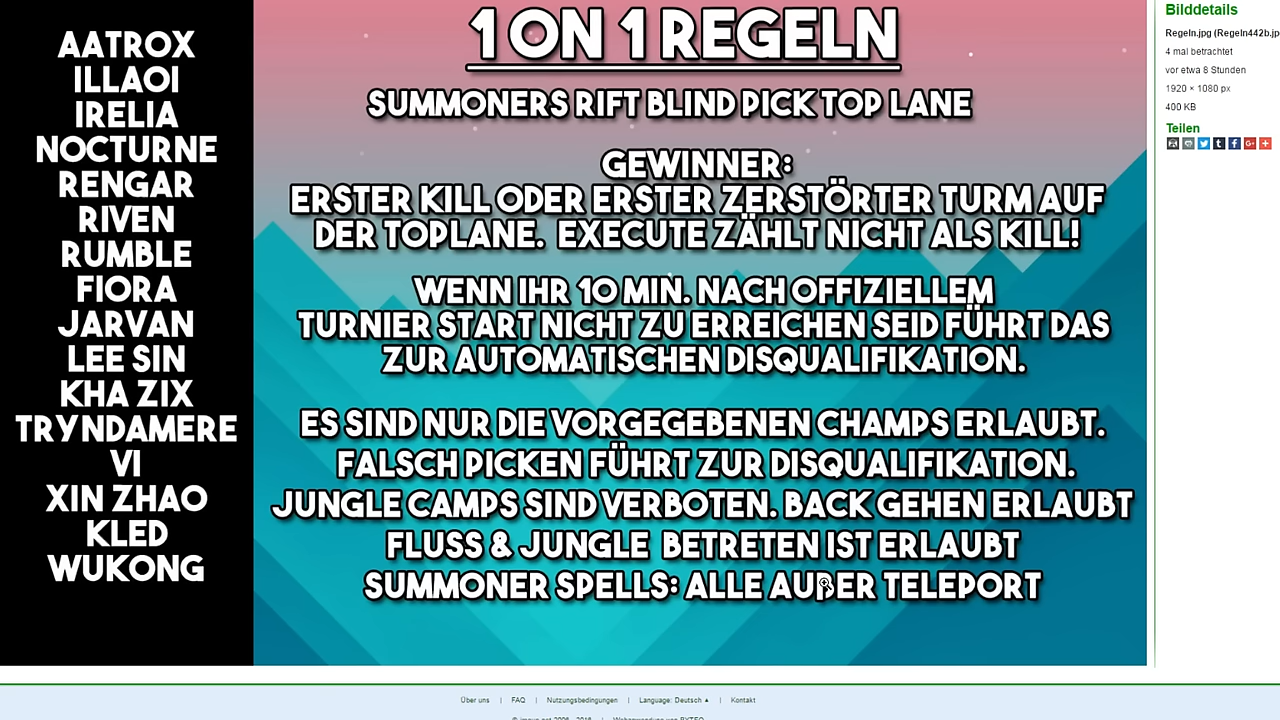 AATROX
ILLAOI
IRELIA
NOCTURNE
RENGAR
RIVEN
RUMBLE
FIORA
JARVAN
LEE SIN
KHA ZIX
TRYNDAMERE
VI
XIN ZHAO
KLED
WUKONG
1 ON 1 REGELN
SUMMONERS RIFT BLIND PICK TOP LANE
GEWINNER:
ERSTER KILL ODER ERSTER ZERSTÖRTER TURM AUF
DER TOPLANE. EXECUTE ZÄHLT NICHT ALS KILL!
WENN IHR 10 MIN. NACH OFFIZIELLEM
TURNIER START NICHT ZU ERREICHEN SEID FÜHRT DAS
ZUR AUTOMATISCHEN DISQUALIFIKATION.
ES SIND NUR DIE VORGEGEBENEN CHAMPS ERLAUBT.
FALSCH PICKEN FÜHRT ZUR DISQUALIFIKATION.
JUNGLE CAMPS SIND VERBOTEN. BACK GEHEN ERLAUBT
FLUSS & JUNGLE BETRETEN IST ERLAUBT
SUMMONER SPELLS: ALLE AUßER TELEPORT
Bilddetails
Regeln.jpg (Regeln442b.jp
4 mal betrachtet
vor etwa 8 Stunden
1920 × 1080 px
400 KB
Teilen
Über uns | FAQ | Nutzungsbedingungen | Language: Deutsch ▲ | Kontakt